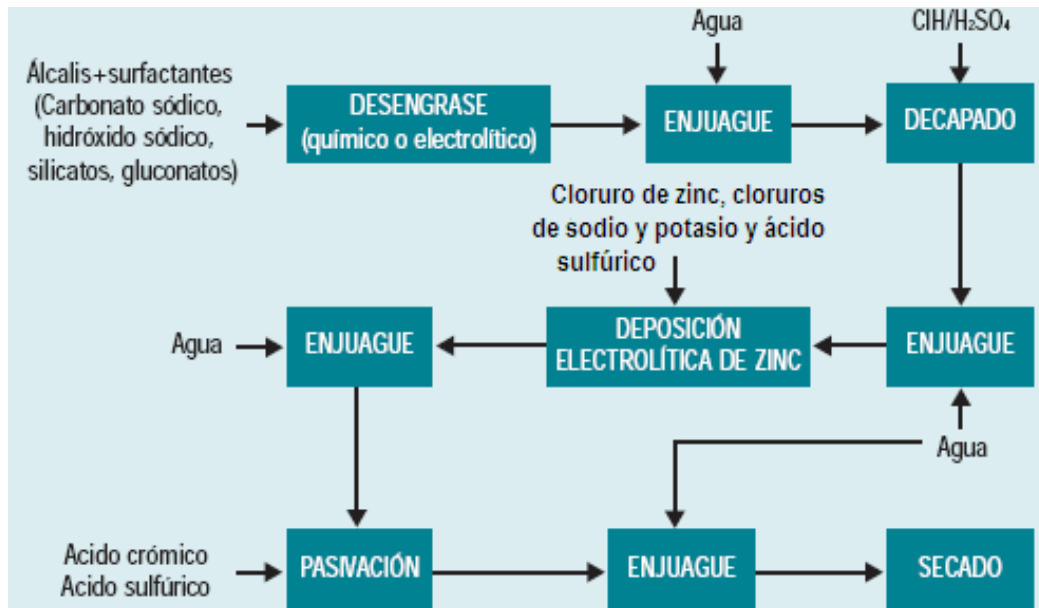 Agua
ClH/H₂SO₄
Álcalis+surfactantes
(Carbonato sódico,
hidróxido sódico,
silicatos, gluconatos)
DESENGRASE
(químico o electrolítico)
ENJUAGUE
DECAPADO
Cloruro de zinc, cloruros
de sodio y potasio y ácido
sulfúrico
Agua
ENJUAGUE
DEPOSICIÓN
ELECTROLÍTICA DE ZINC
ENJUAGUE
Agua
Acido crómico
Acido sulfúrico
PASIVACIÓN
ENJUAGUE
SECADO